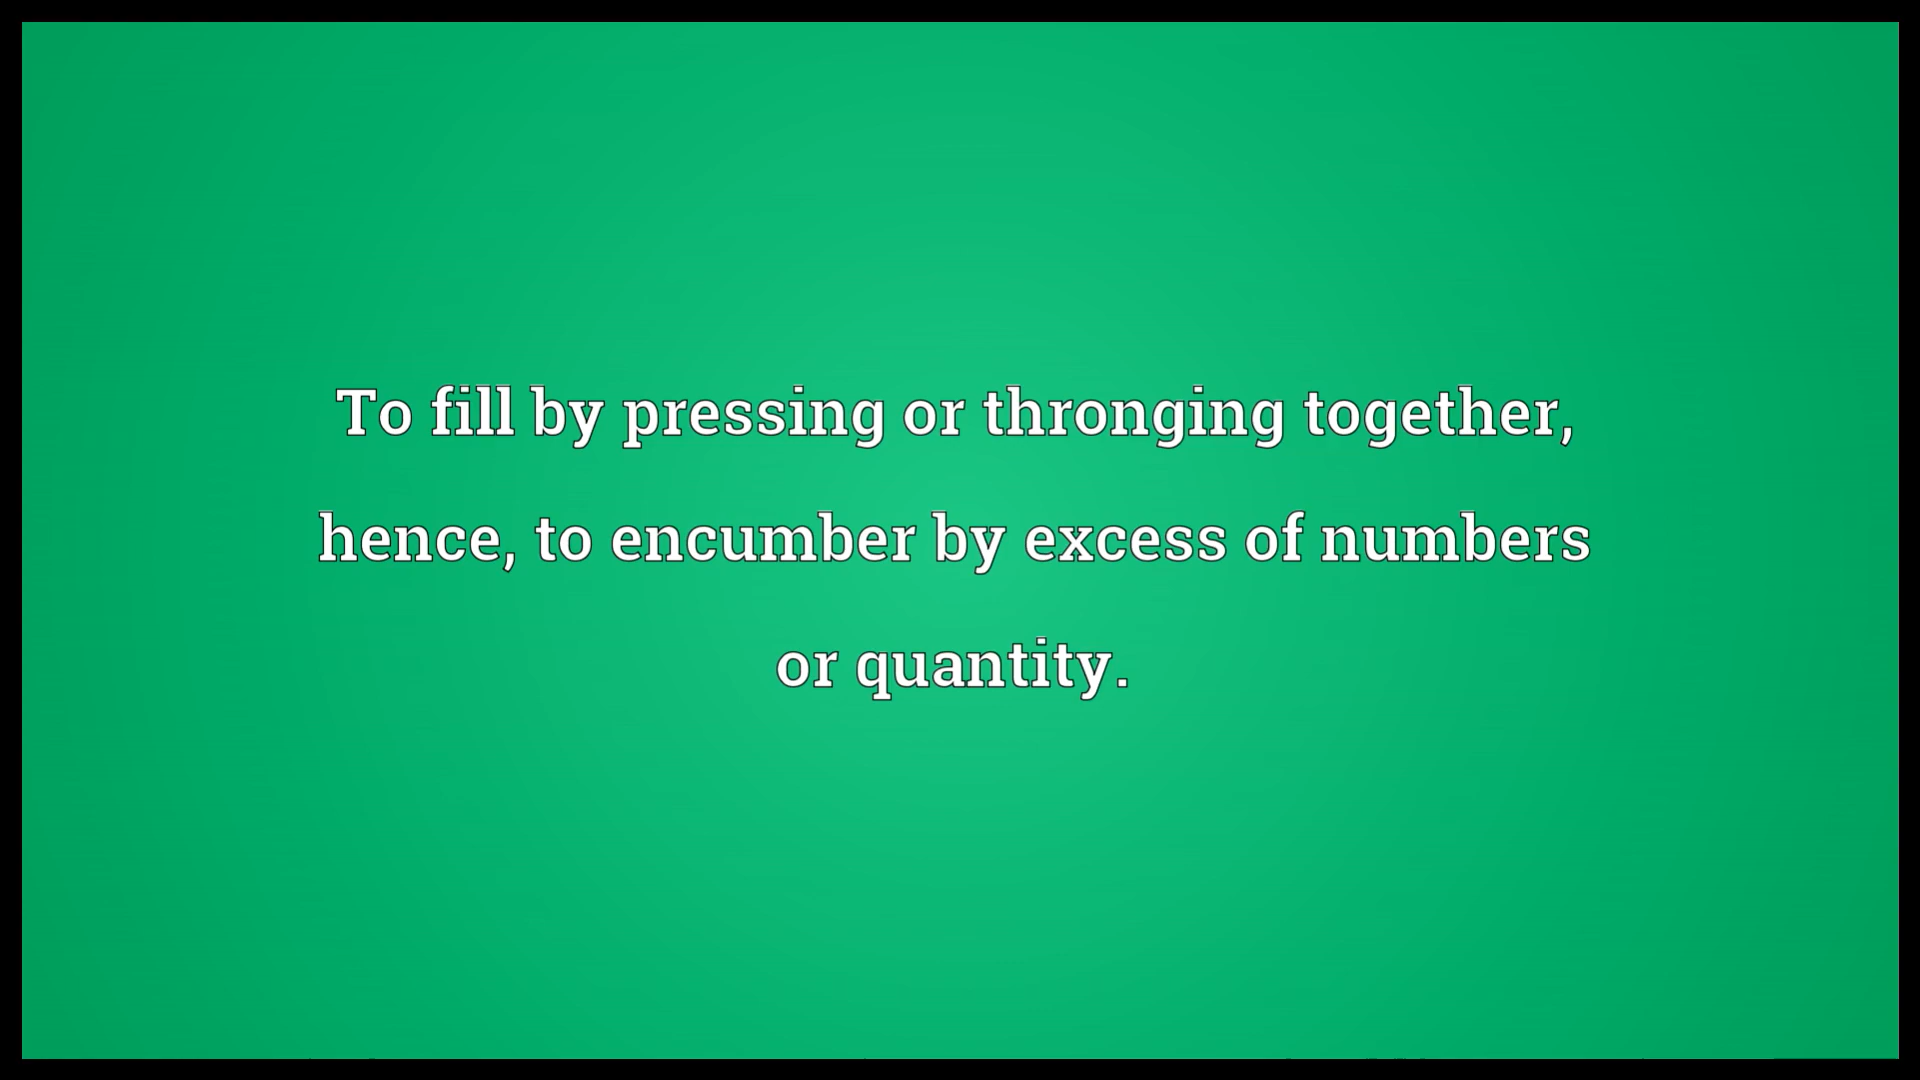 To fill by pressing or thronging together,
hence, to encumber by excess of numbers
or quantity.